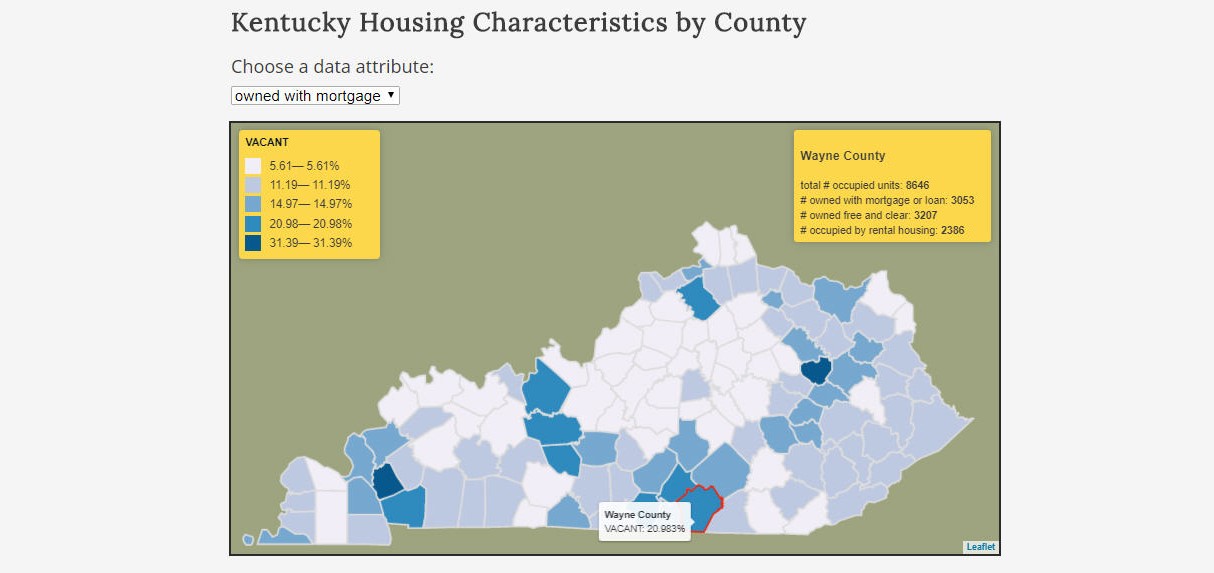 Kentucky Housing Characteristics by County
Choose a data attribute:
owned with mortgage
VACANT
5.61— 5.61%
11.19— 11.19%
14.97— 14.97%
20.98— 20.98%
31.39— 31.39%
Wayne County
total # occupied units: 8646
# owned with mortgage or loan: 3053
# owned free and clear: 3207
# occupied by rental housing: 2386
Wayne County
VACANT: 20.983%
Leaflet